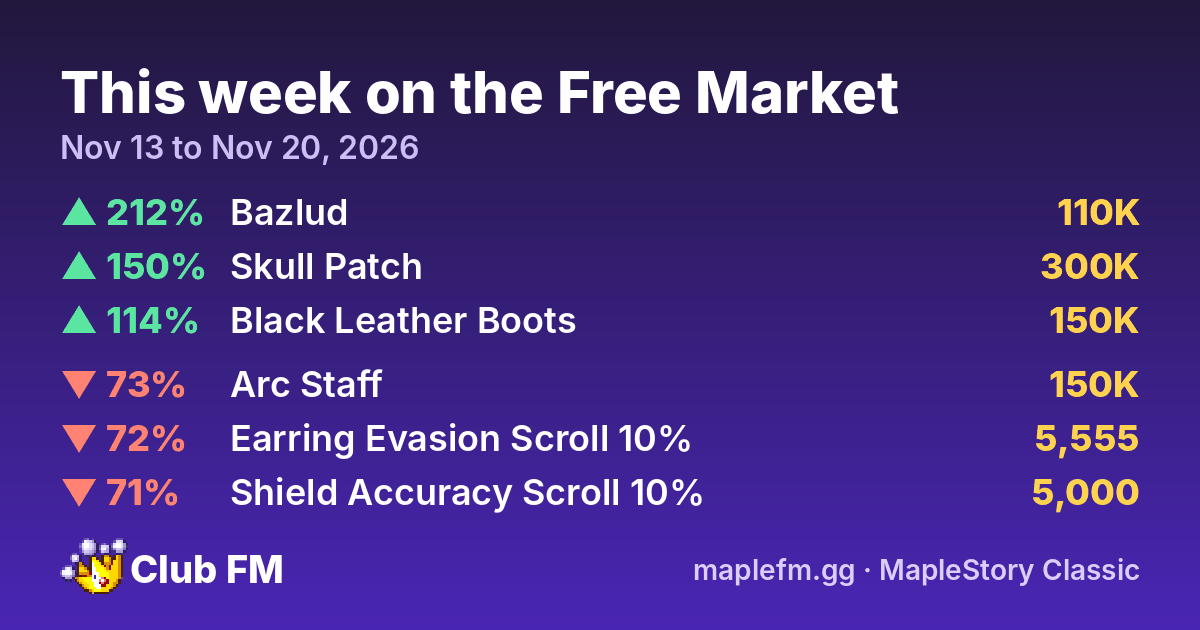 This week on the Free Market
Nov 13 to Nov 20, 2026
▲ 212% Bazlud 110K
▲ 150% Skull Patch 300K
▲ 114% Black Leather Boots 150K
▼ 73% Arc Staff 150K
▼ 72% Earring Evasion Scroll 10% 5,555
▼ 71% Shield Accuracy Scroll 10% 5,000
Club FM
maplefm.gg · MapleStory Classic